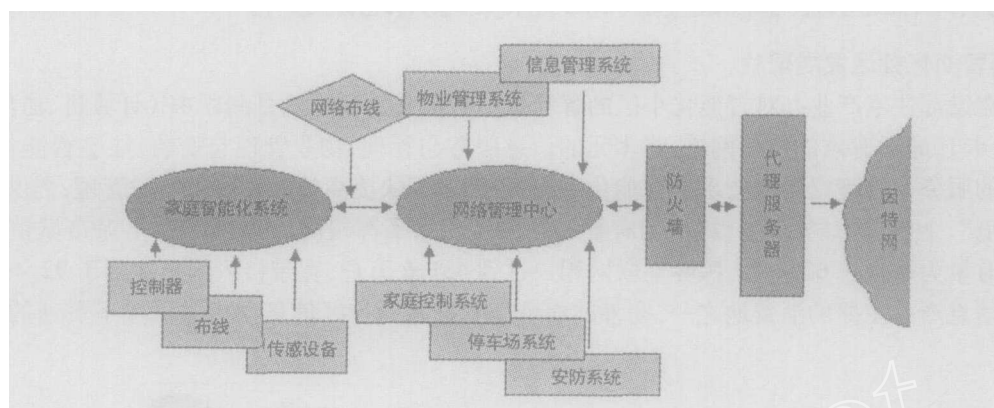 信息管理系统
物业管理系统
网络布线
家庭智能化系统
网络管理中心
防火墙
代理服务器
因特网
控制器
布线
传感设备
家庭控制系统
停车场系统
安防系统